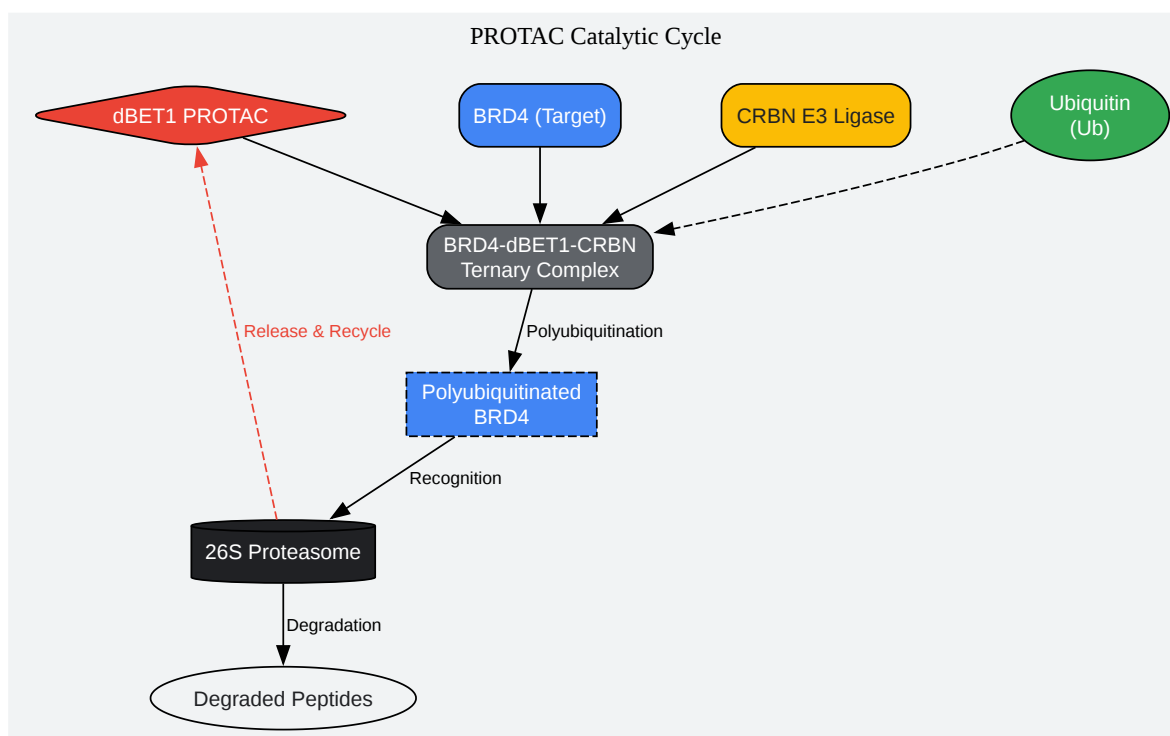 PROTAC Catalytic Cycle
dBET1 PROTAC
BRD4 (Target)
CRBN E3 Ligase
Ubiquitin
(Ub)
BRD4-dBET1-CRBN
Ternary Complex
Release & Recycle
Polyubiquitination
Polyubiquitinated
BRD4
Recognition
26S Proteasome
Degradation
Degraded Peptides